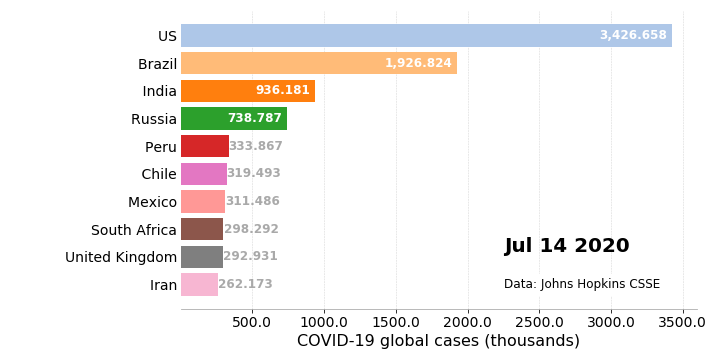 US 3,426.658
Brazil 1,926.824
India 936.181
Russia 738.787
Peru 333.867
Chile 319.493
Mexico 311.486
South Africa 298.292
United Kingdom 292.931
Iran 262.173
Jul 14 2020
Data: Johns Hopkins CSSE
500.0 1000.0 1500.0 2000.0 2500.0 3000.0 3500.0
COVID-19 global cases (thousands)